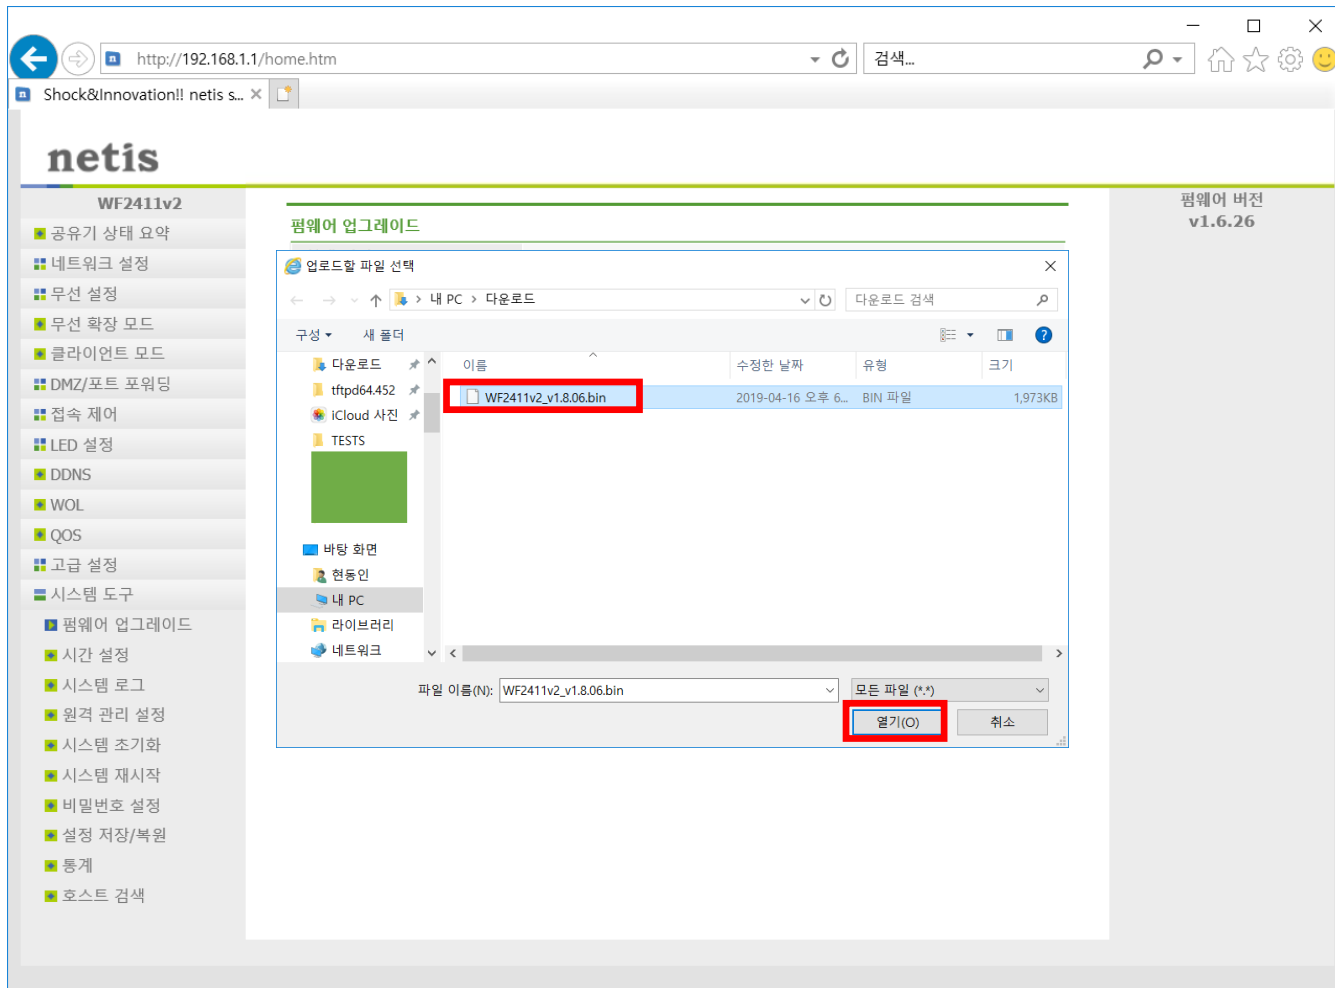 http://192.168.1.1/home.htm
검색...
Shock&Innovation!! netis s...
netis
WF2411v2
공유기 상태 요약
네트워크 설정
무선 설정
무선 확장 모드
클라이언트 모드
DMZ/포트 포워딩
접속 제어
LED 설정
DDNS
WOL
QOS
고급 설정
시스템 도구
펌웨어 업그레이드
시간 설정
시스템 로그
원격 관리 설정
시스템 초기화
시스템 재시작
비밀번호 설정
설정 저장/복원
통계
호스트 검색
펌웨어 업그레이드
업로드할 파일 선택
내 PC > 다운로드
다운로드 검색
구성
새 폴더
다운로드
tftpd64.452
iCloud 사진
TESTS
바탕 화면
현동인
내 PC
라이브러리
네트워크
이름 수정한 날짜 유형 크기
WF2411v2_v1.8.06.bin 2019-04-16 오후 6... BIN 파일 1,973KB
파일 이름(N): WF2411v2_v1.8.06.bin
모든 파일 (*.*)
열기(O)
취소
펌웨어 버전
v1.6.26